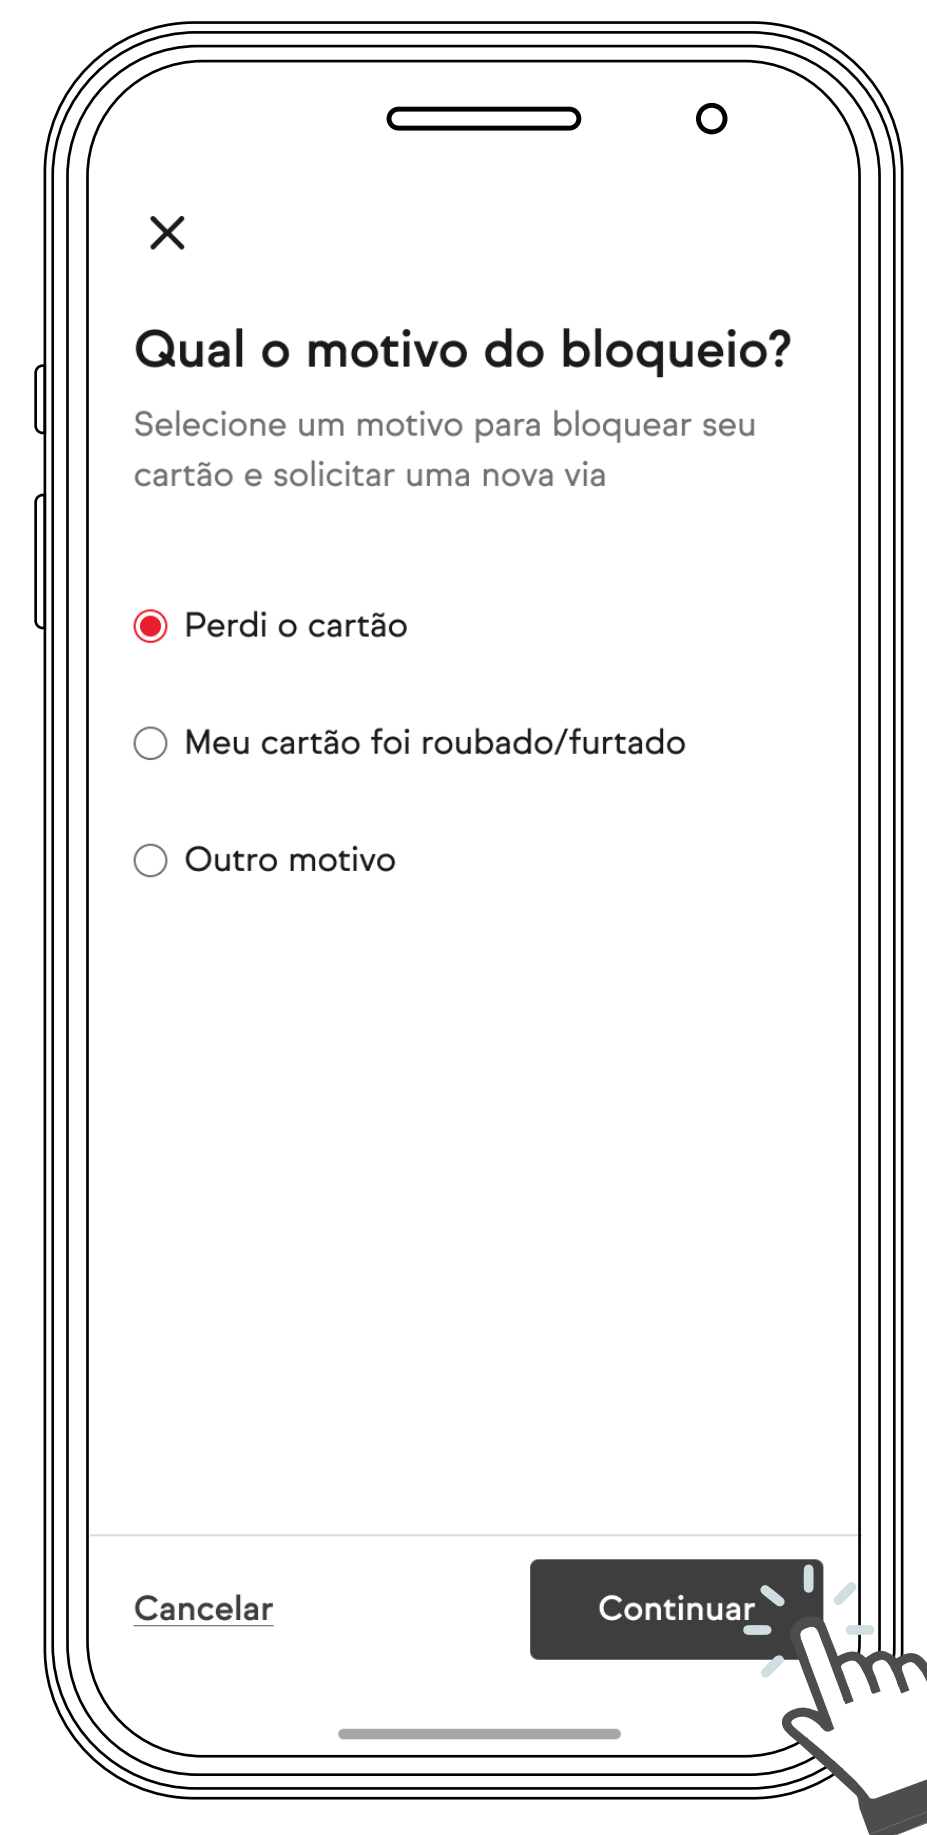 Qual o motivo do bloqueio?
Selecione um motivo para bloquear seu
cartão e solicitar uma nova via
Perdi o cartão
Meu cartão foi roubado/furtado
Outro motivo
Cancelar
Continuar